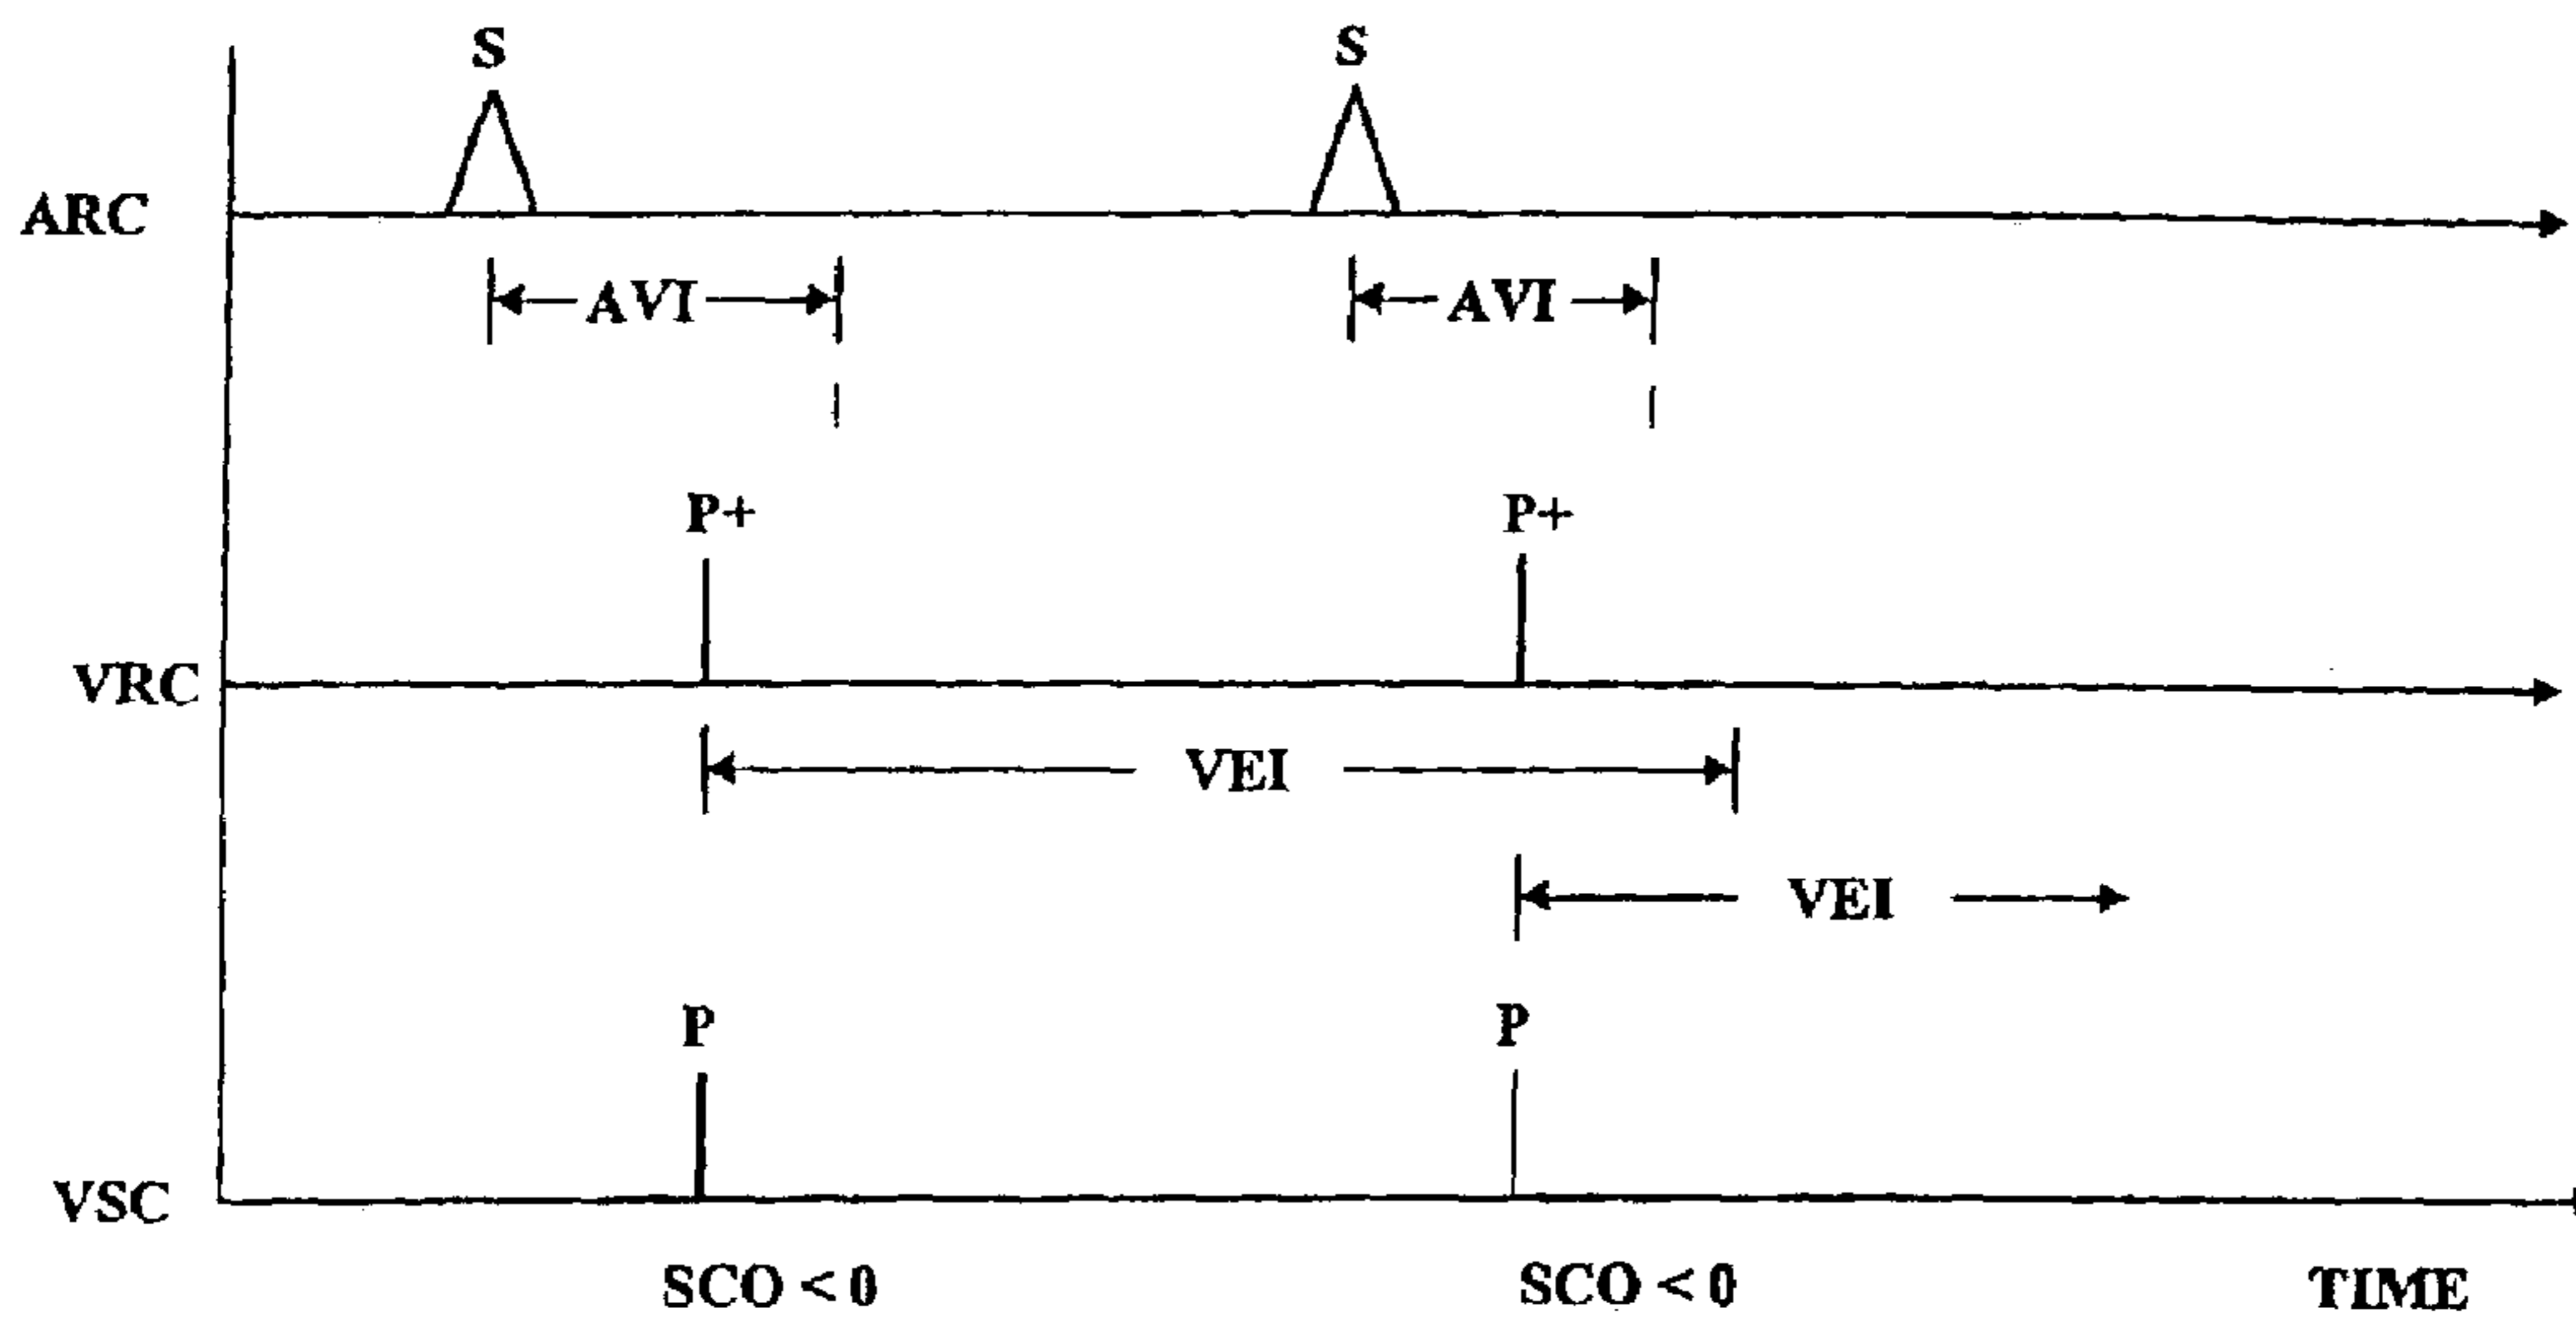 S S
ARC
AVI AVI
P+ P+
VRC
VEI
VEI
P P
VSC
SCO < 0 SCO < 0 TIME